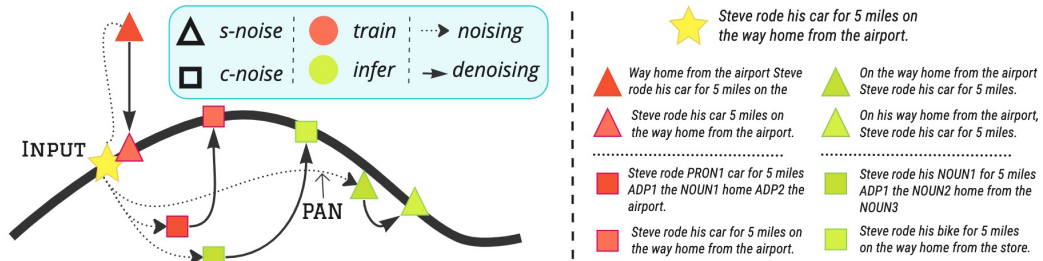 s-noise
train
noising
c-noise
infer
denoising
INPUT
PAN
Steve rode his car for 5 miles on
the way home from the airport.
Way home from the airport Steve
rode his car for 5 miles on the
On the way home from the airport
Steve rode his car for 5 miles.
Steve rode his car 5 miles on
the way home from the airport.
On his way home from the airport,
Steve rode his car for 5 miles.
Steve rode PRON1 car for 5 miles
ADP1 the NOUN1 home ADP2 the
airport.
Steve rode his NOUN1 for 5 miles
ADP1 the NOUN2 home from the
NOUN3
Steve rode his car for 5 miles on
the way home from the airport.
Steve rode his bike for 5 miles
on the way home from the store.